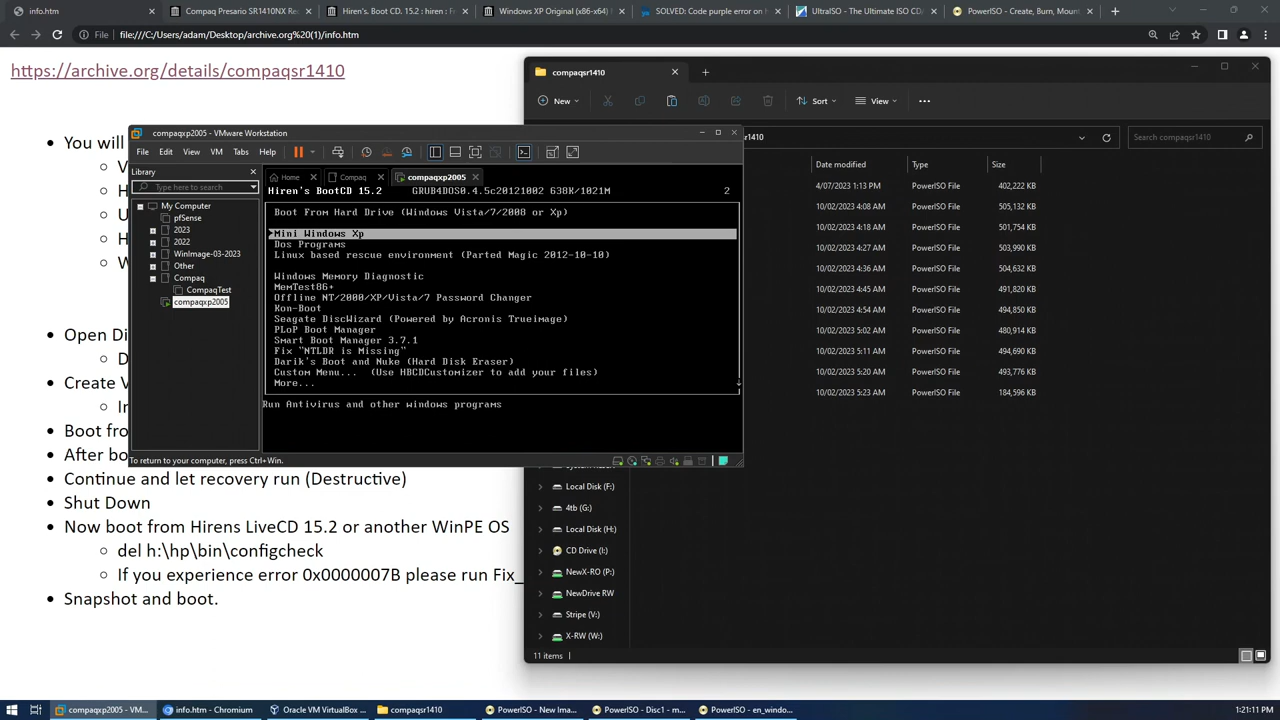 info.htm
Compaq Presario SR1410NX Rec
Hiren's. Boot CD. 15.2 : hiren : F
Windows XP Original (x86-x64)
SOLVED: Code purple error on
UltraISO - The Ultimate ISO CD/
PowerISO - Create, Burn, Mount
File file:///C:/Users/adam/Desktop/archive.org%20(1)/info.htm
https://archive.org/details/compaqsr1410
You will
V
H
U
H
W
Open Di
D
Create V
In
Boot fro
After bo
Continue and let recovery run (Destructive)
Shut Down
Now boot from Hirens LiveCD 15.2 or another WinPE OS
del h:\hp\bin\configcheck
If you experience error 0x0000007B please run Fix_
Snapshot and boot.
compaqxp2005 - VMware Workstation
File Edit View VM Tabs Help
Library
Type here to search
My Computer
pfSense
2023
2022
WinImage-03-2023
Other
Compaq
CompaqTest
compaqxp2005
Home
Compaq
compaqxp2005
Hiren's BootCD 15.2 GRUB4DOS0.4.5c20121002 638K/1021M 2
Boot From Hard Drive (Windows Vista/7/2008 or Xp)
Mini Windows Xp
Dos Programs
Linux based rescue environment (Parted Magic 2012-10-10)
Windows Memory Diagnostic
MemTest86+
Offline NT/2000/XP/Vista/7 Password Changer
Kon-Boot
Seagate DiscWizard (Powered by Acronis Trueimage)
PLoP Boot Manager
Smart Boot Manager 3.7.1
Fix "NTLDR is Missing"
Darik's Boot and Nuke (Hard Disk Eraser)
Custom Menu... (Use HBCDCustomizer to add your files)
More...
Run Antivirus and other windows programs
To return to your computer, press Ctrl+Win.
compaqsr1410
New Sort View
r1410
Search compaqsr1410
Date modified Type Size
4/07/2023 1:13 PM PowerISO File 402,222 KB
10/02/2023 4:08 AM PowerISO File 505,132 KB
10/02/2023 4:18 AM PowerISO File 501,754 KB
10/02/2023 4:27 AM PowerISO File 503,990 KB
10/02/2023 4:36 AM PowerISO File 504,632 KB
10/02/2023 4:45 AM PowerISO File 491,820 KB
10/02/2023 4:54 AM PowerISO File 494,850 KB
10/02/2023 5:02 AM PowerISO File 480,914 KB
10/02/2023 5:11 AM PowerISO File 494,690 KB
10/02/2023 5:20 AM PowerISO File 493,776 KB
10/02/2023 5:23 AM PowerISO File 184,596 KB
Local Disk (F:)
4tb (G:)
Local Disk (H:)
CD Drive (I:)
NewX-RO (P:)
NewDrive RW
Stripe (V:)
X-RW (W:)
11 items
compaqxp2005 - VM...
info.htm - Chromium
Oracle VM VirtualBox
compaqsr1410
PowerISO - New Ima...
PowerISO - Disc1 - m...
PowerISO - en_windo...
1:21:11 PM